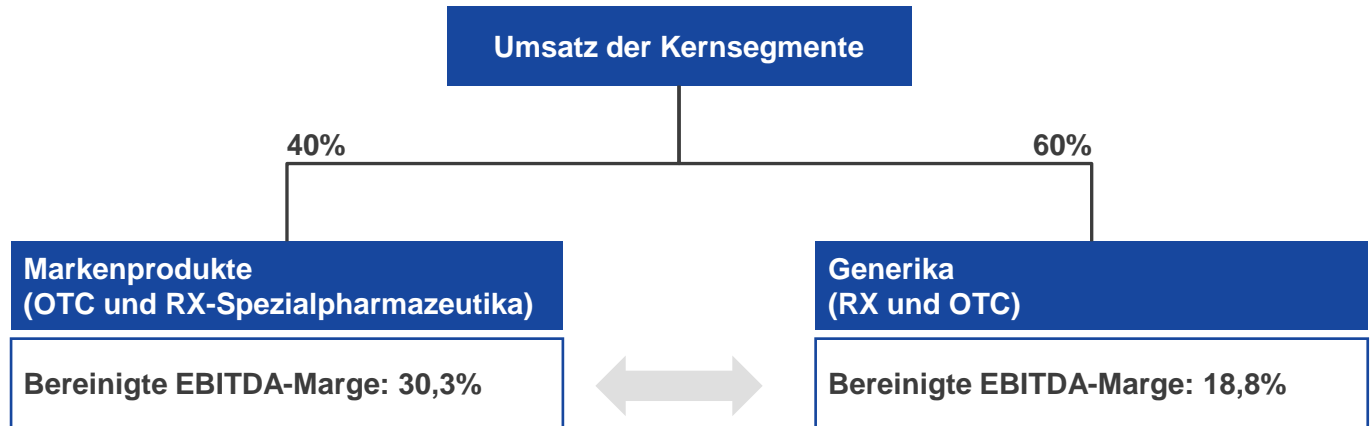 Umsatz der Kernsegmente
40%
60%
Markenprodukte
(OTC und RX-Spezialpharmazeutika)
Bereinigte EBITDA-Marge: 30,3%
Generika
(RX und OTC)
Bereinigte EBITDA-Marge: 18,8%